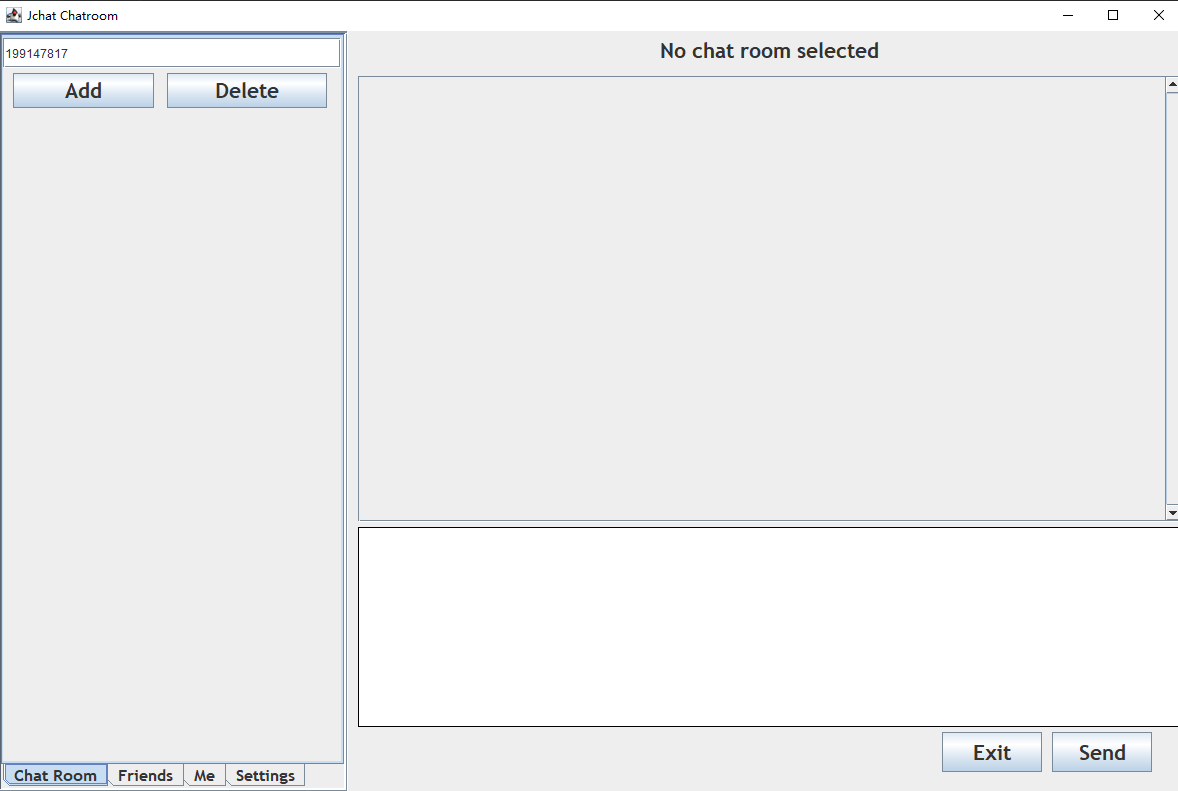 Jchat Chatroom
199147817
Add Delete
No chat room selected
Exit Send
Chat Room Friends Me Settings